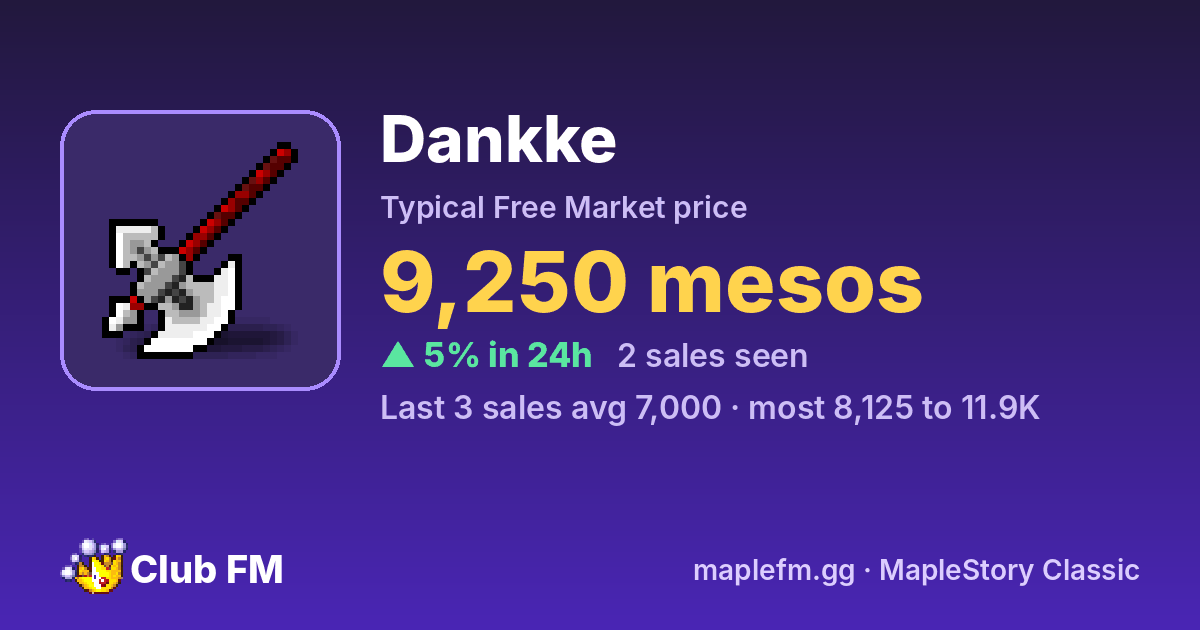 Dankke
Typical Free Market price
9,250 mesos
▲ 5% in 24h 2 sales seen
Last 3 sales avg 7,000 · most 8,125 to 11.9K
Club FM
maplefm.gg · MapleStory Classic